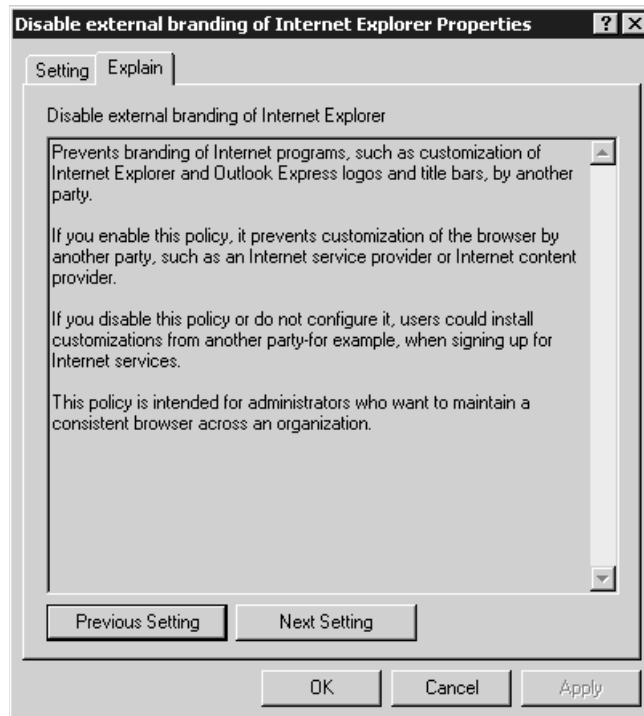 Disable external branding of Internet Explorer Properties
Setting
Explain
Disable external branding of Internet Explorer
Prevents branding of Internet programs, such as customization of
Internet Explorer and Outlook Express logos and title bars, by another
party.
If you enable this policy, it prevents customization of the browser by
another party, such as an Internet service provider or Internet content
provider.
If you disable this policy or do not configure it, users could install
customizations from another party-for example, when signing up for
Internet services.
This policy is intended for administrators who want to maintain a
consistent browser across an organization.
Previous Setting
Next Setting
OK
Cancel
Apply